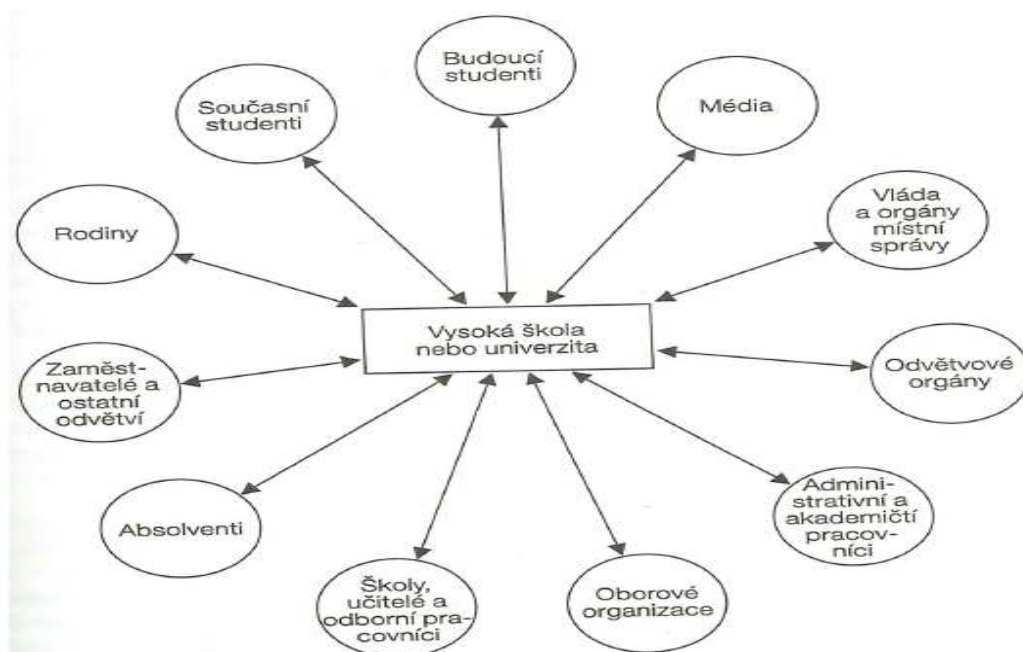 Budoucí
studenti
Současní
studenti
Média
Rodiny
Vláda
a orgány
místní
správy
Vysoká škola
nebo univerzita
Zaměst-
navatelé a
ostatní
odvětví
Odvětvové
orgány
Absolventi
Admini-
strativní a
akademičtí
pracov-
níci
Školy,
učitelé a
odborní pra-
covníci
Oborové
organizace